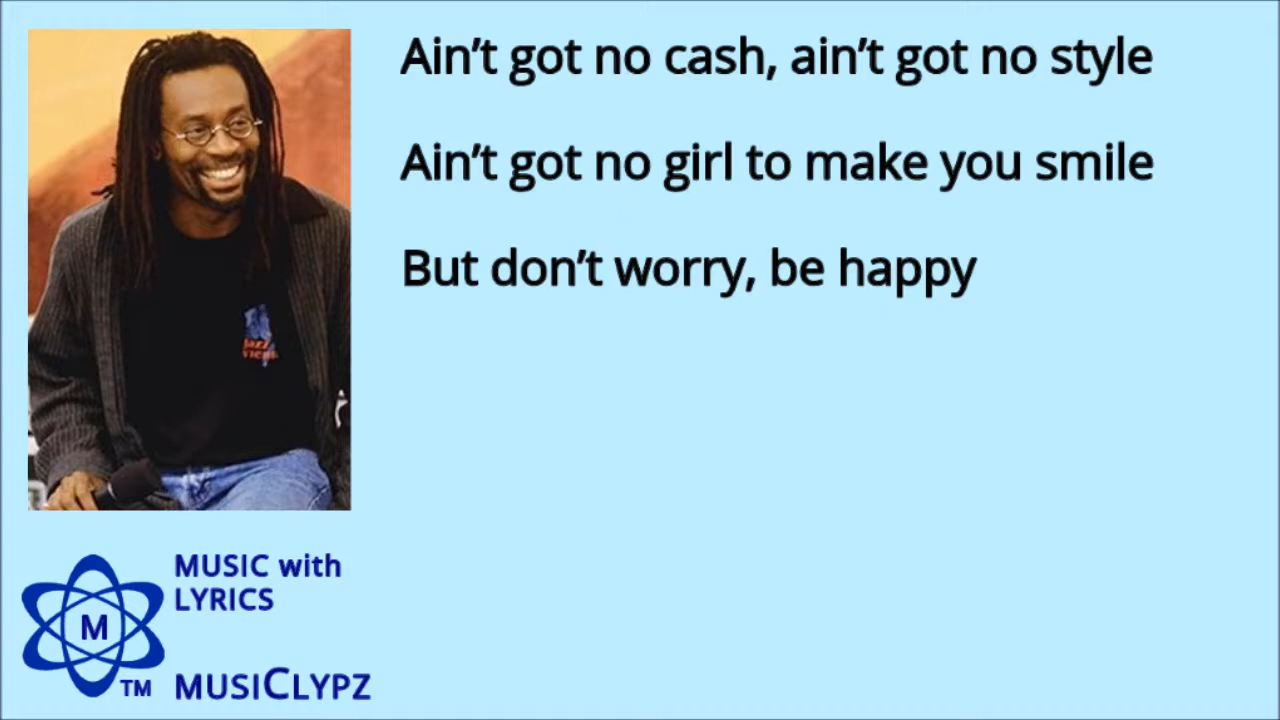 Ain't got no cash, ain't got no style
Ain't got no girl to make you smile
But don't worry, be happy
MUSIC with
LYRICS
M
TM
MUSICLYPZ